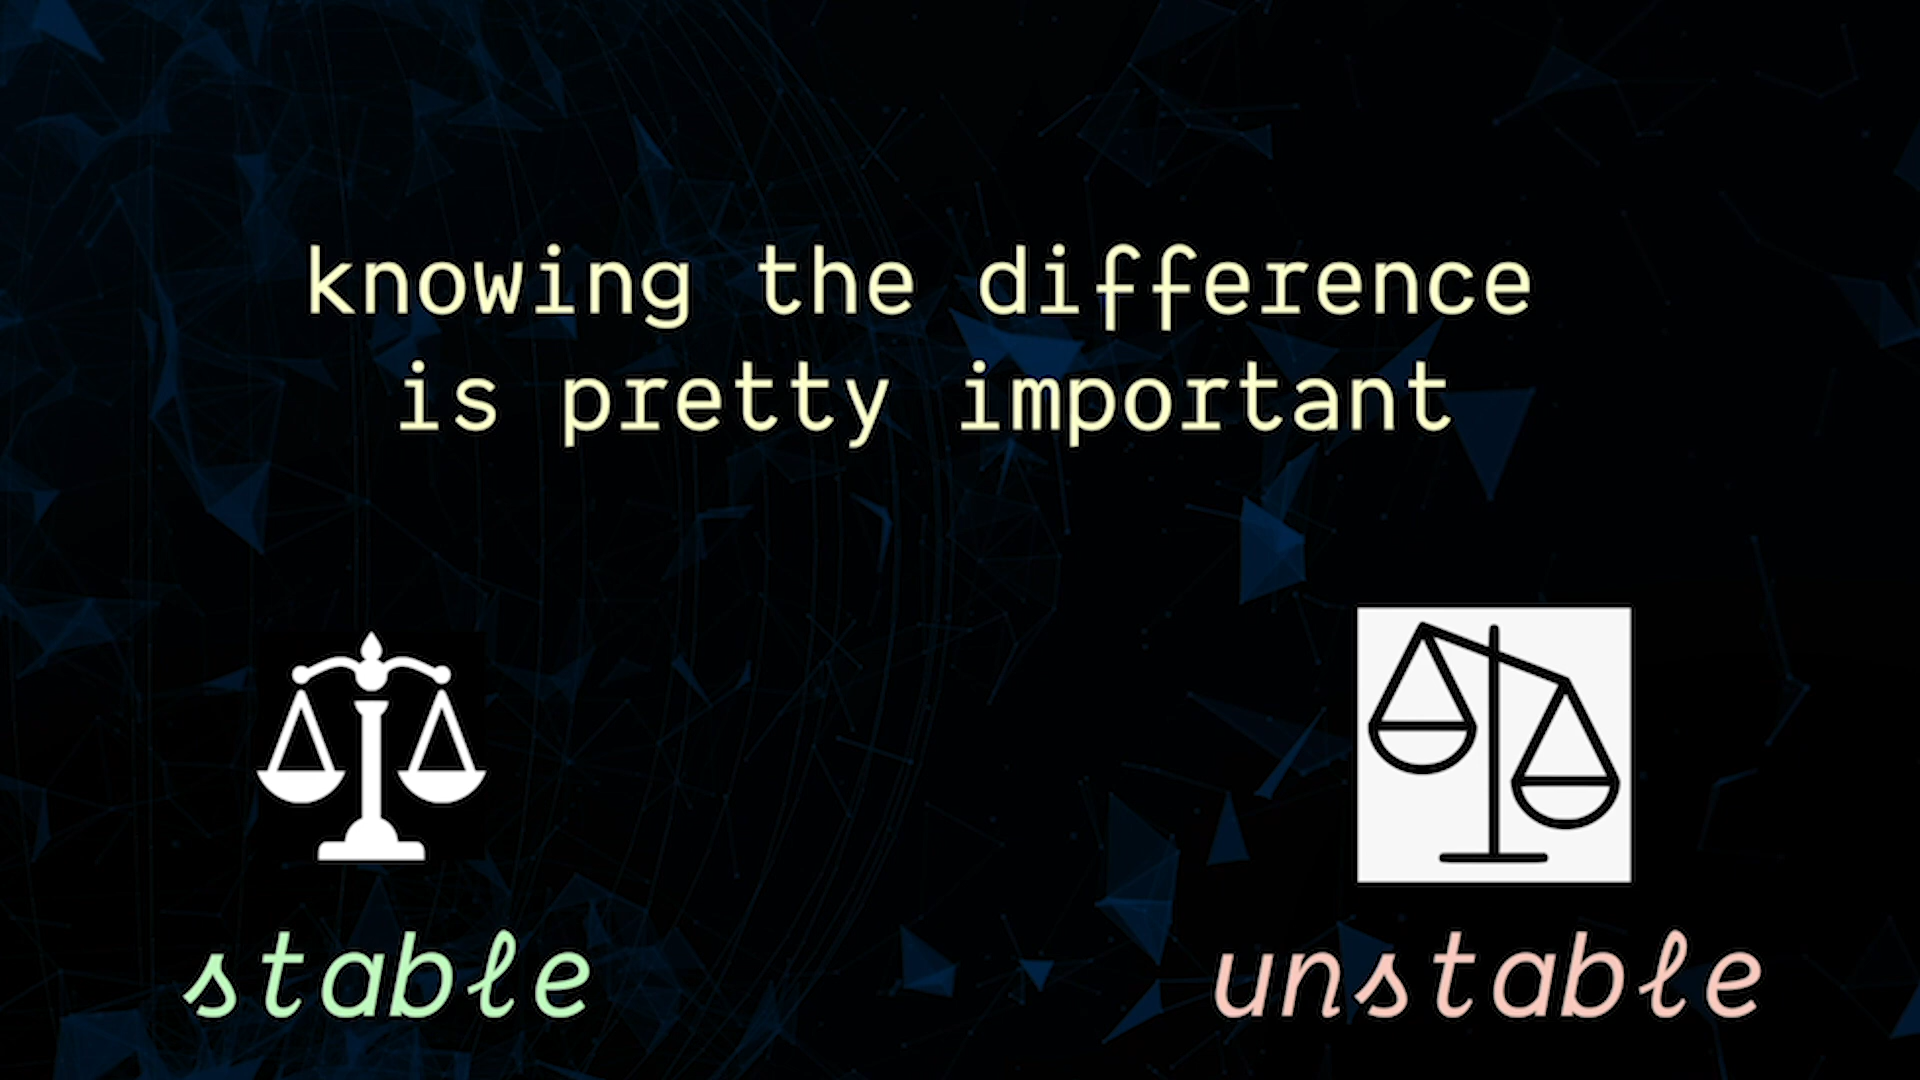 knowing the difference
is pretty important
stable
unstable